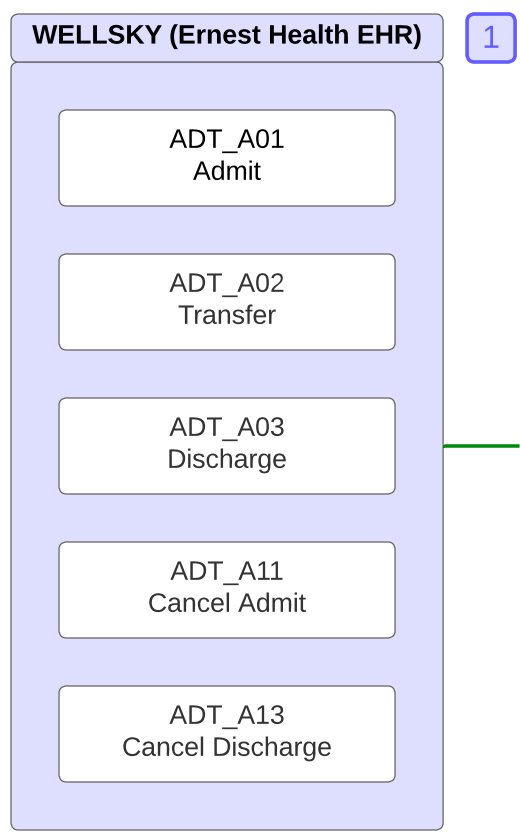 WELLSKY (Ernest Health EHR)
1
ADT_A01
Admit
ADT_A02
Transfer
ADT_A03
Discharge
ADT_A11
Cancel Admit
ADT_A13
Cancel Discharge